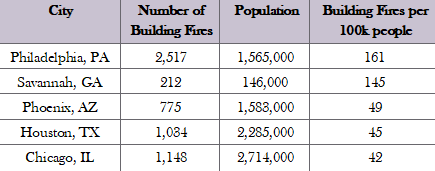 City Number of Building Fires Population Building Fires per 100k people
Philadelphia, PA 2,517 1,565,000 161
Savannah, GA 212 146,000 145
Phoenix, AZ 775 1,583,000 49
Houston, TX 1,034 2,285,000 45
Chicago, IL 1,148 2,714,000 42